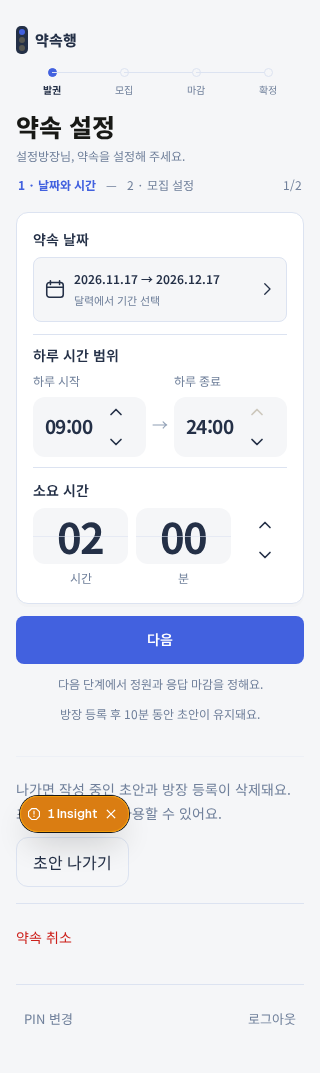 약속행
발권 모집 마감 확정
약속 설정
설정방장님, 약속을 설정해 주세요.
1 · 날짜와 시간 — 2 · 모집 설정 1/2
약속 날짜
2026.11.17 → 2026.12.17
달력에서 기간 선택
하루 시간 범위
하루 시작 하루 종료
09:00 → 24:00
소요 시간
02 00
시간 분
다음
다음 단계에서 정원과 응답 마감을 정해요.
방장 등록 후 10분 동안 초안이 유지돼요.
나가면 작성 중인 초안과 방장 등록이 삭제돼요.
용할 수 있어요.
1 Insight
초안 나가기
약속 취소
PIN 변경 로그아웃